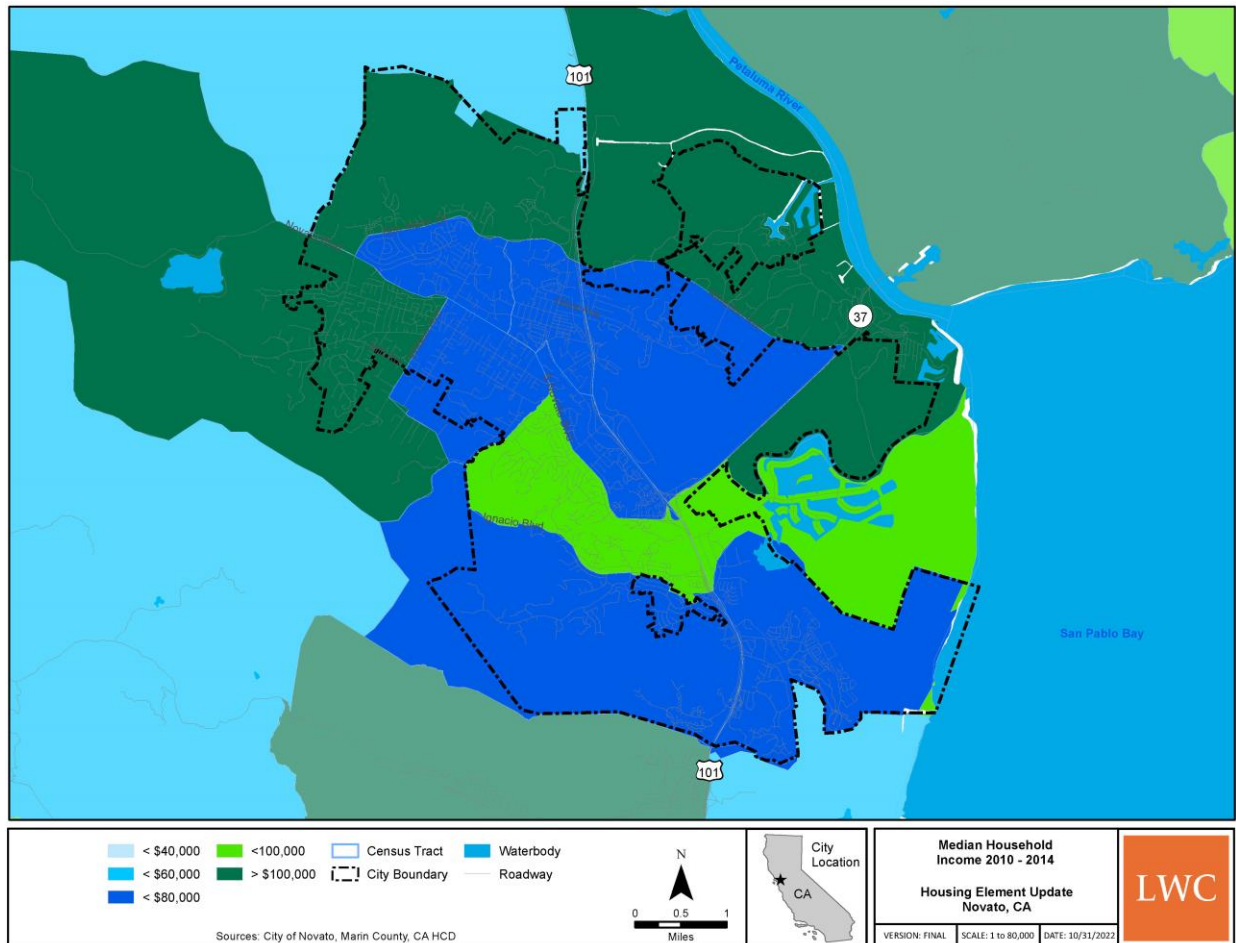 101
Petaluma River
37
Ignacio Blvd
San Pablo Bay
101
< $40,000
< $60,000
< $80,000
<100,000
> $100,000
Census Tract
City Boundary
Waterbody
Roadway
Sources: City of Novato, Marin County, CA HCD
N
0 0.5 1
Miles
City
Location
CA
Median Household
Income 2010 - 2014
Housing Element Update
Novato, CA
VERSION: FINAL
SCALE: 1 to 80,000
DATE: 10/31/2022
LWC